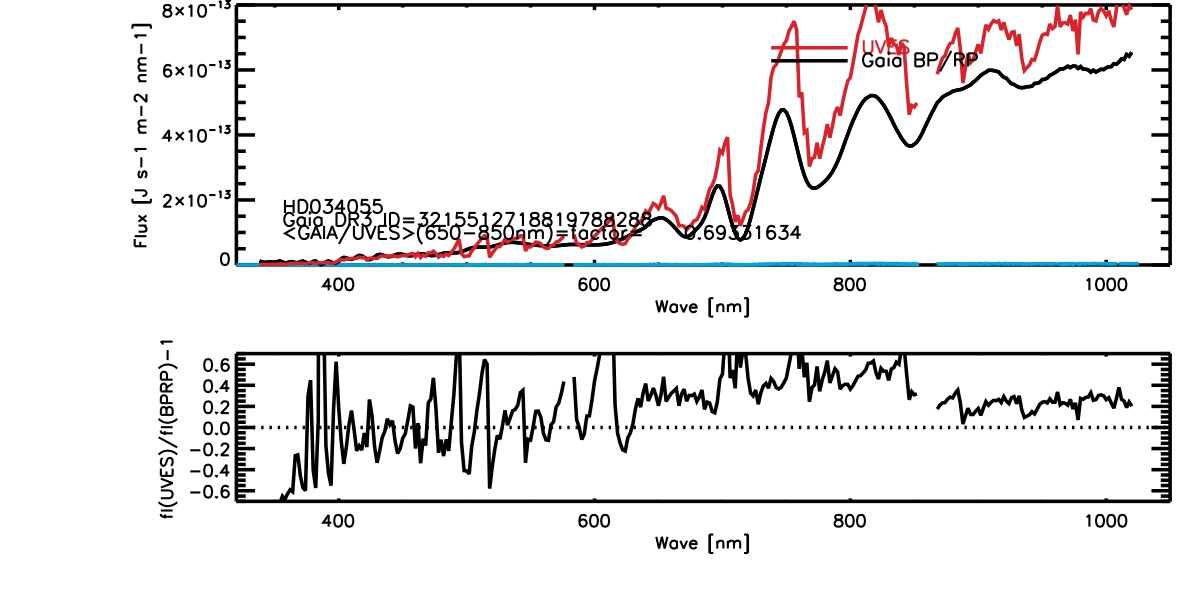 8×10−13
6×10−13
4×10−13
2×10−13
0
Flux [J s−1 m−2 nm−1]
UVES
Gaia BP/RP
HD034055
Gaia DR3 ID=3215512718819788288
<GAIA/UVES>(650−850nm)=factor=
400 600 800 1000
Wave [nm]
0.6
0.4
0.2
0.0
−0.2
−0.4
−0.6
fl(UVES)/fl(BPRP)−1
400 600 800 1000
Wave [nm]